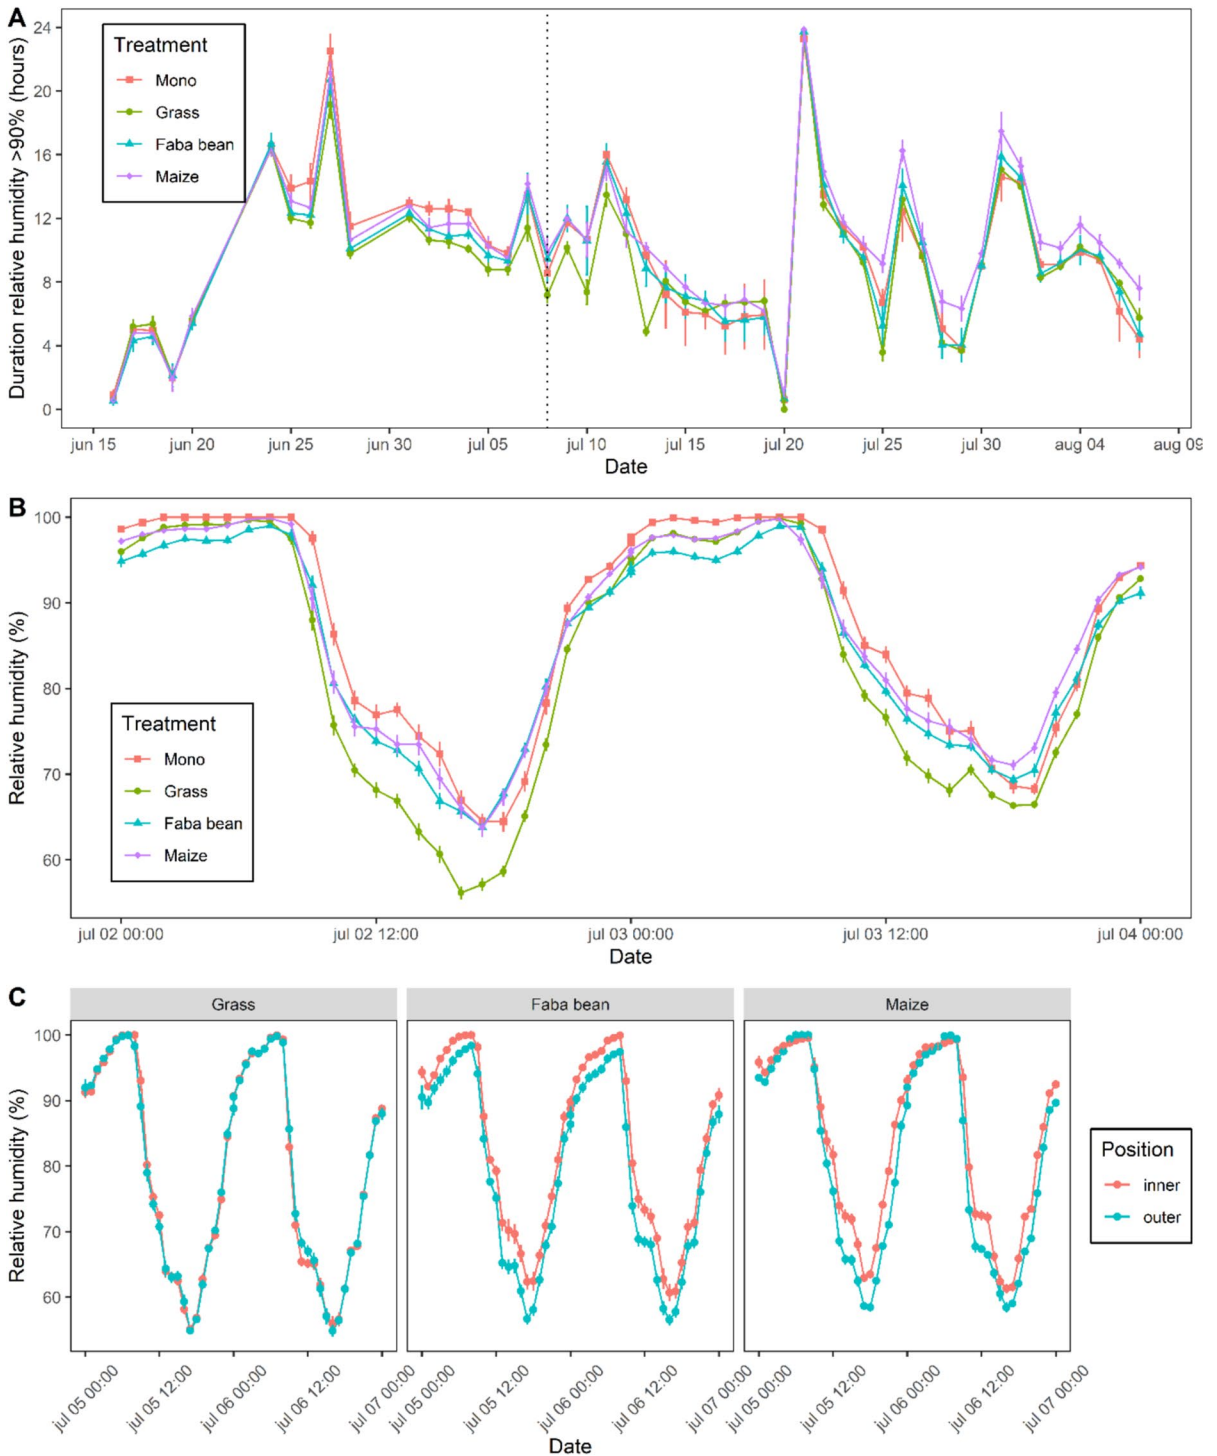 A
Duration relative humidity >90% (hours)
24
20
16
12
8
4
0
Treatment
Mono
Grass
Faba bean
Maize
jun 15 jun 20 jun 25 jun 30 jul 05 jul 10 jul 15 jul 20 jul 25 jul 30 aug 04 aug 09
Date
B
Relative humidity (%)
100
90
80
70
60
Treatment
Mono
Grass
Faba bean
Maize
jul 02 00:00 jul 02 12:00 jul 03 00:00 jul 03 12:00 jul 04 00:00
Date
C
Grass Faba bean Maize
Relative humidity (%)
100
90
80
70
60
Position
inner
outer
jul 05 00:00 jul 05 12:00 jul 06 00:00 jul 06 12:00 jul 07 00:00 jul 05 00:00 jul 05 12:00 jul 06 00:00 jul 06 12:00 jul 07 00:00 jul 05 00:00 jul 05 12:00 jul 06 00:00 jul 06 12:00 jul 07 00:00
Date